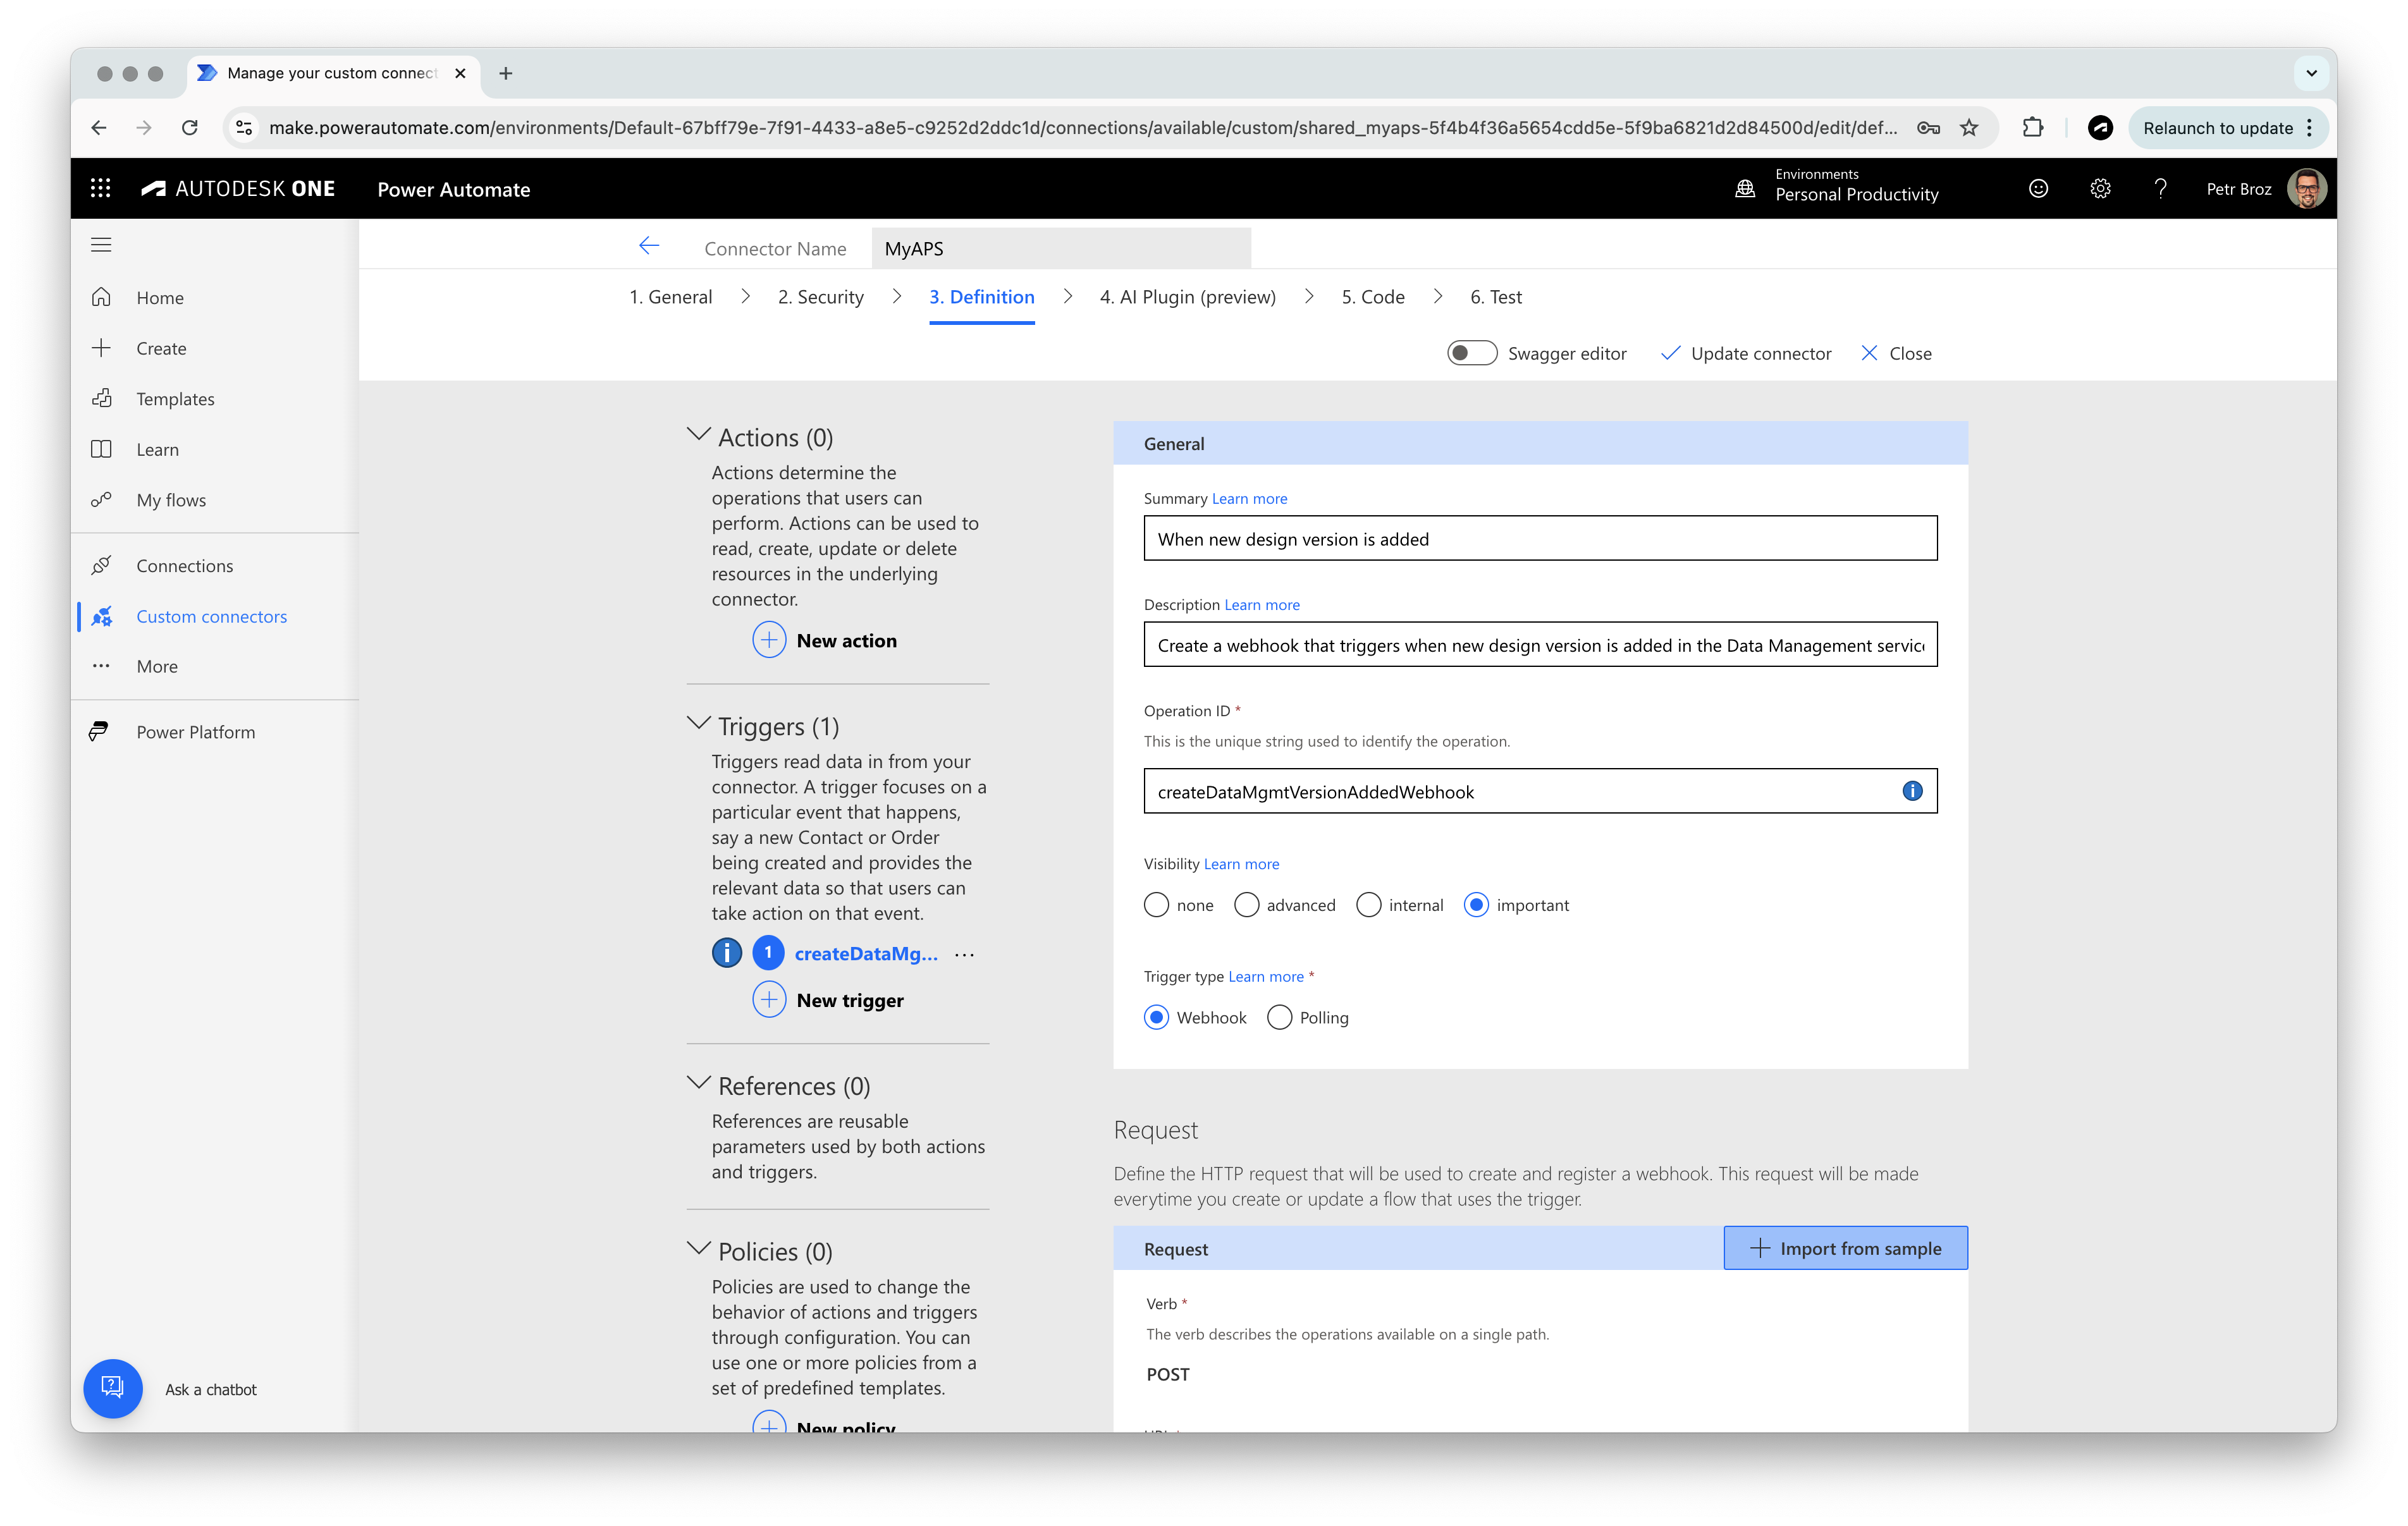 Manage your custom connect
make.powerautomate.com/environments/Default-67bff79e-7f91-4433-a8e5-c9252d2ddc1d/connections/available/custom/shared_myaps-5f4b4f36a5654cdd5e-5f9ba6821d2d84500d/edit/def...
Relaunch to update
AUTODESK ONE
Power Automate
Environments
Personal Productivity
Petr Broz
Home
Create
Templates
Learn
My flows
Connections
Custom connectors
More
Power Platform
Ask a chatbot
Connector Name
MyAPS
1. General
2. Security
3. Definition
4. AI Plugin (preview)
5. Code
6. Test
Swagger editor
Update connector
Close
Actions (0)
Actions determine the
operations that users can
perform. Actions can be used to
read, create, update or delete
resources in the underlying
connector.
New action
Triggers (1)
Triggers read data in from your
connector. A trigger focuses on a
particular event that happens,
say a new Contact or Order
being created and provides the
relevant data so that users can
take action on that event.
1 createDataMg... ...
New trigger
References (0)
References are reusable
parameters used by both actions
and triggers.
Policies (0)
Policies are used to change the
behavior of actions and triggers
through configuration. You can
use one or more policies from a
set of predefined templates.
New policy
General
Summary Learn more
When new design version is added
Description Learn more
Create a webhook that triggers when new design version is added in the Data Management servic
Operation ID *
This is the unique string used to identify the operation.
createDataMgmtVersionAddedWebhook
Visibility Learn more
none
advanced
internal
important
Trigger type Learn more *
Webhook
Polling
Request
Define the HTTP request that will be used to create and register a webhook. This request will be made
everytime you create or update a flow that uses the trigger.
Request
Import from sample
Verb *
The verb describes the operations available on a single path.
POST